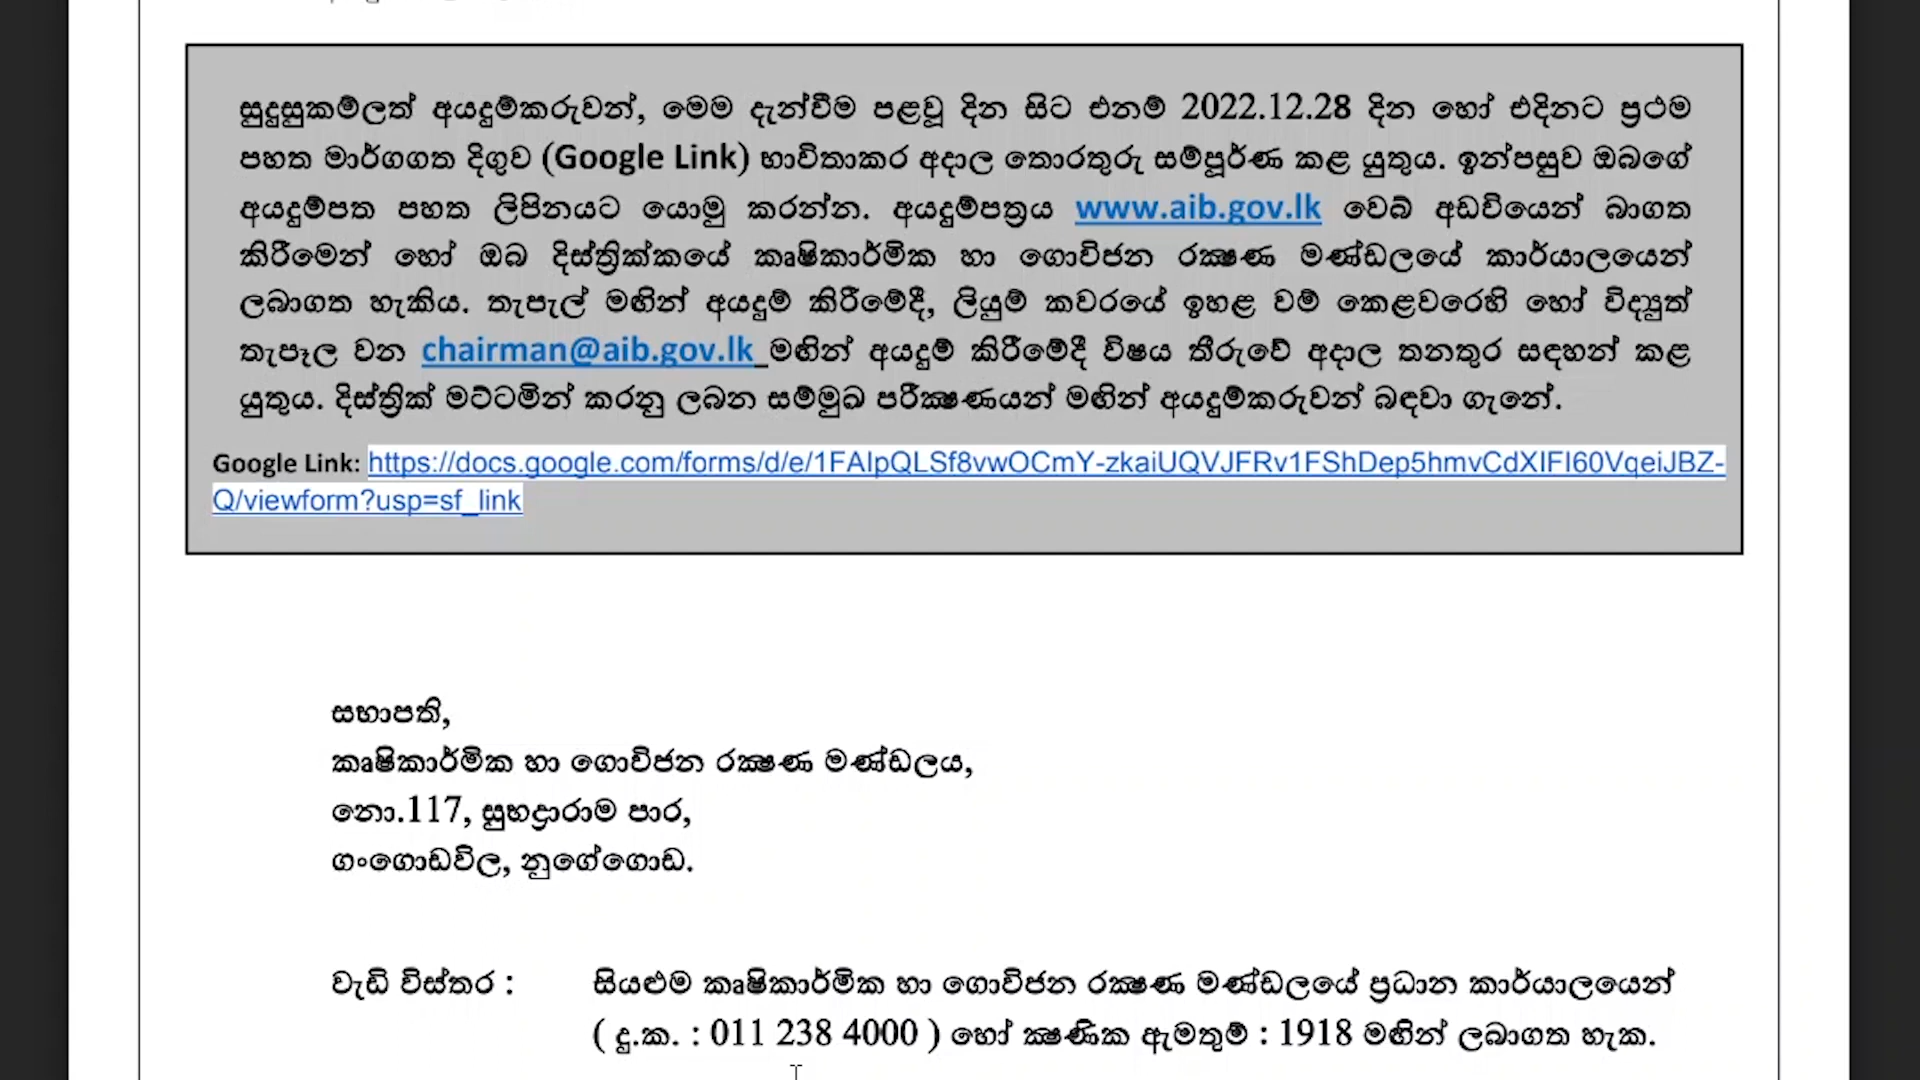 සුදුසුකම්ලත් අයදුම්කරුවන්, මෙම දැන්වීම පළවූ දින සිට එනම් 2022.12.28 දින හෝ එදිනට ප්‍රථම
පහත මාර්ගගත දිගුව (Google Link) භාවිතාකර අදාල තොරතුරු සම්පූර්ණ කළ යුතුය. ඉන්පසුව ඔබගේ
අයදුම්පත පහත ලිපිනයට යොමු කරන්න. අයදුම්පත්‍රය www.aib.gov.lk වෙබ් අඩවියෙන් බාගත
කිරීමෙන් හෝ ඔබ දිස්ත්‍රික්කයේ කෘෂිකාර්මික හා ගොවිජන රක්ෂණ මණ්ඩලයේ කාර්යාලයෙන්
ලබාගත හැකිය. තැපැල් මඟින් අයදුම් කිරීමේදී, ලියුම් කවරයේ ඉහළ වම් කෙළවරෙහි හෝ විද්‍යුත්
තැපෑල වන chairman@aib.gov.lk මඟින් අයදුම් කිරීමේදී විෂය තීරුවේ අදාල තනතුර සඳහන් කළ
යුතුය. දිස්ත්‍රික් මට්ටමින් කරනු ලබන සම්මුඛ පරීක්ෂණයන් මඟින් අයදුම්කරුවන් බඳවා ගැනේ.
Google Link: https://docs.google.com/forms/d/e/1FAIpQLSf8vwOCmY-zkaiUQVJFRv1FShDep5hmvCdXIFI60VqeiJBZ-
Q/viewform?usp=sf_link
සභාපති,
කෘෂිකාර්මික හා ගොවිජන රක්ෂණ මණ්ඩලය,
නො.117, සුභද්‍රාරාම පාර,
ගංගොඩවිල, නුගේගොඩ.
වැඩි විස්තර : සියළුම කෘෂිකාර්මික හා ගොවිජන රක්ෂණ මණ්ඩලයේ ප්‍රධාන කාර්යාලයෙන්
( දු.ක. : 011 238 4000 ) හෝ ක්ෂණික ඇමතුම් : 1918 මඟින් ලබාගත හැක.